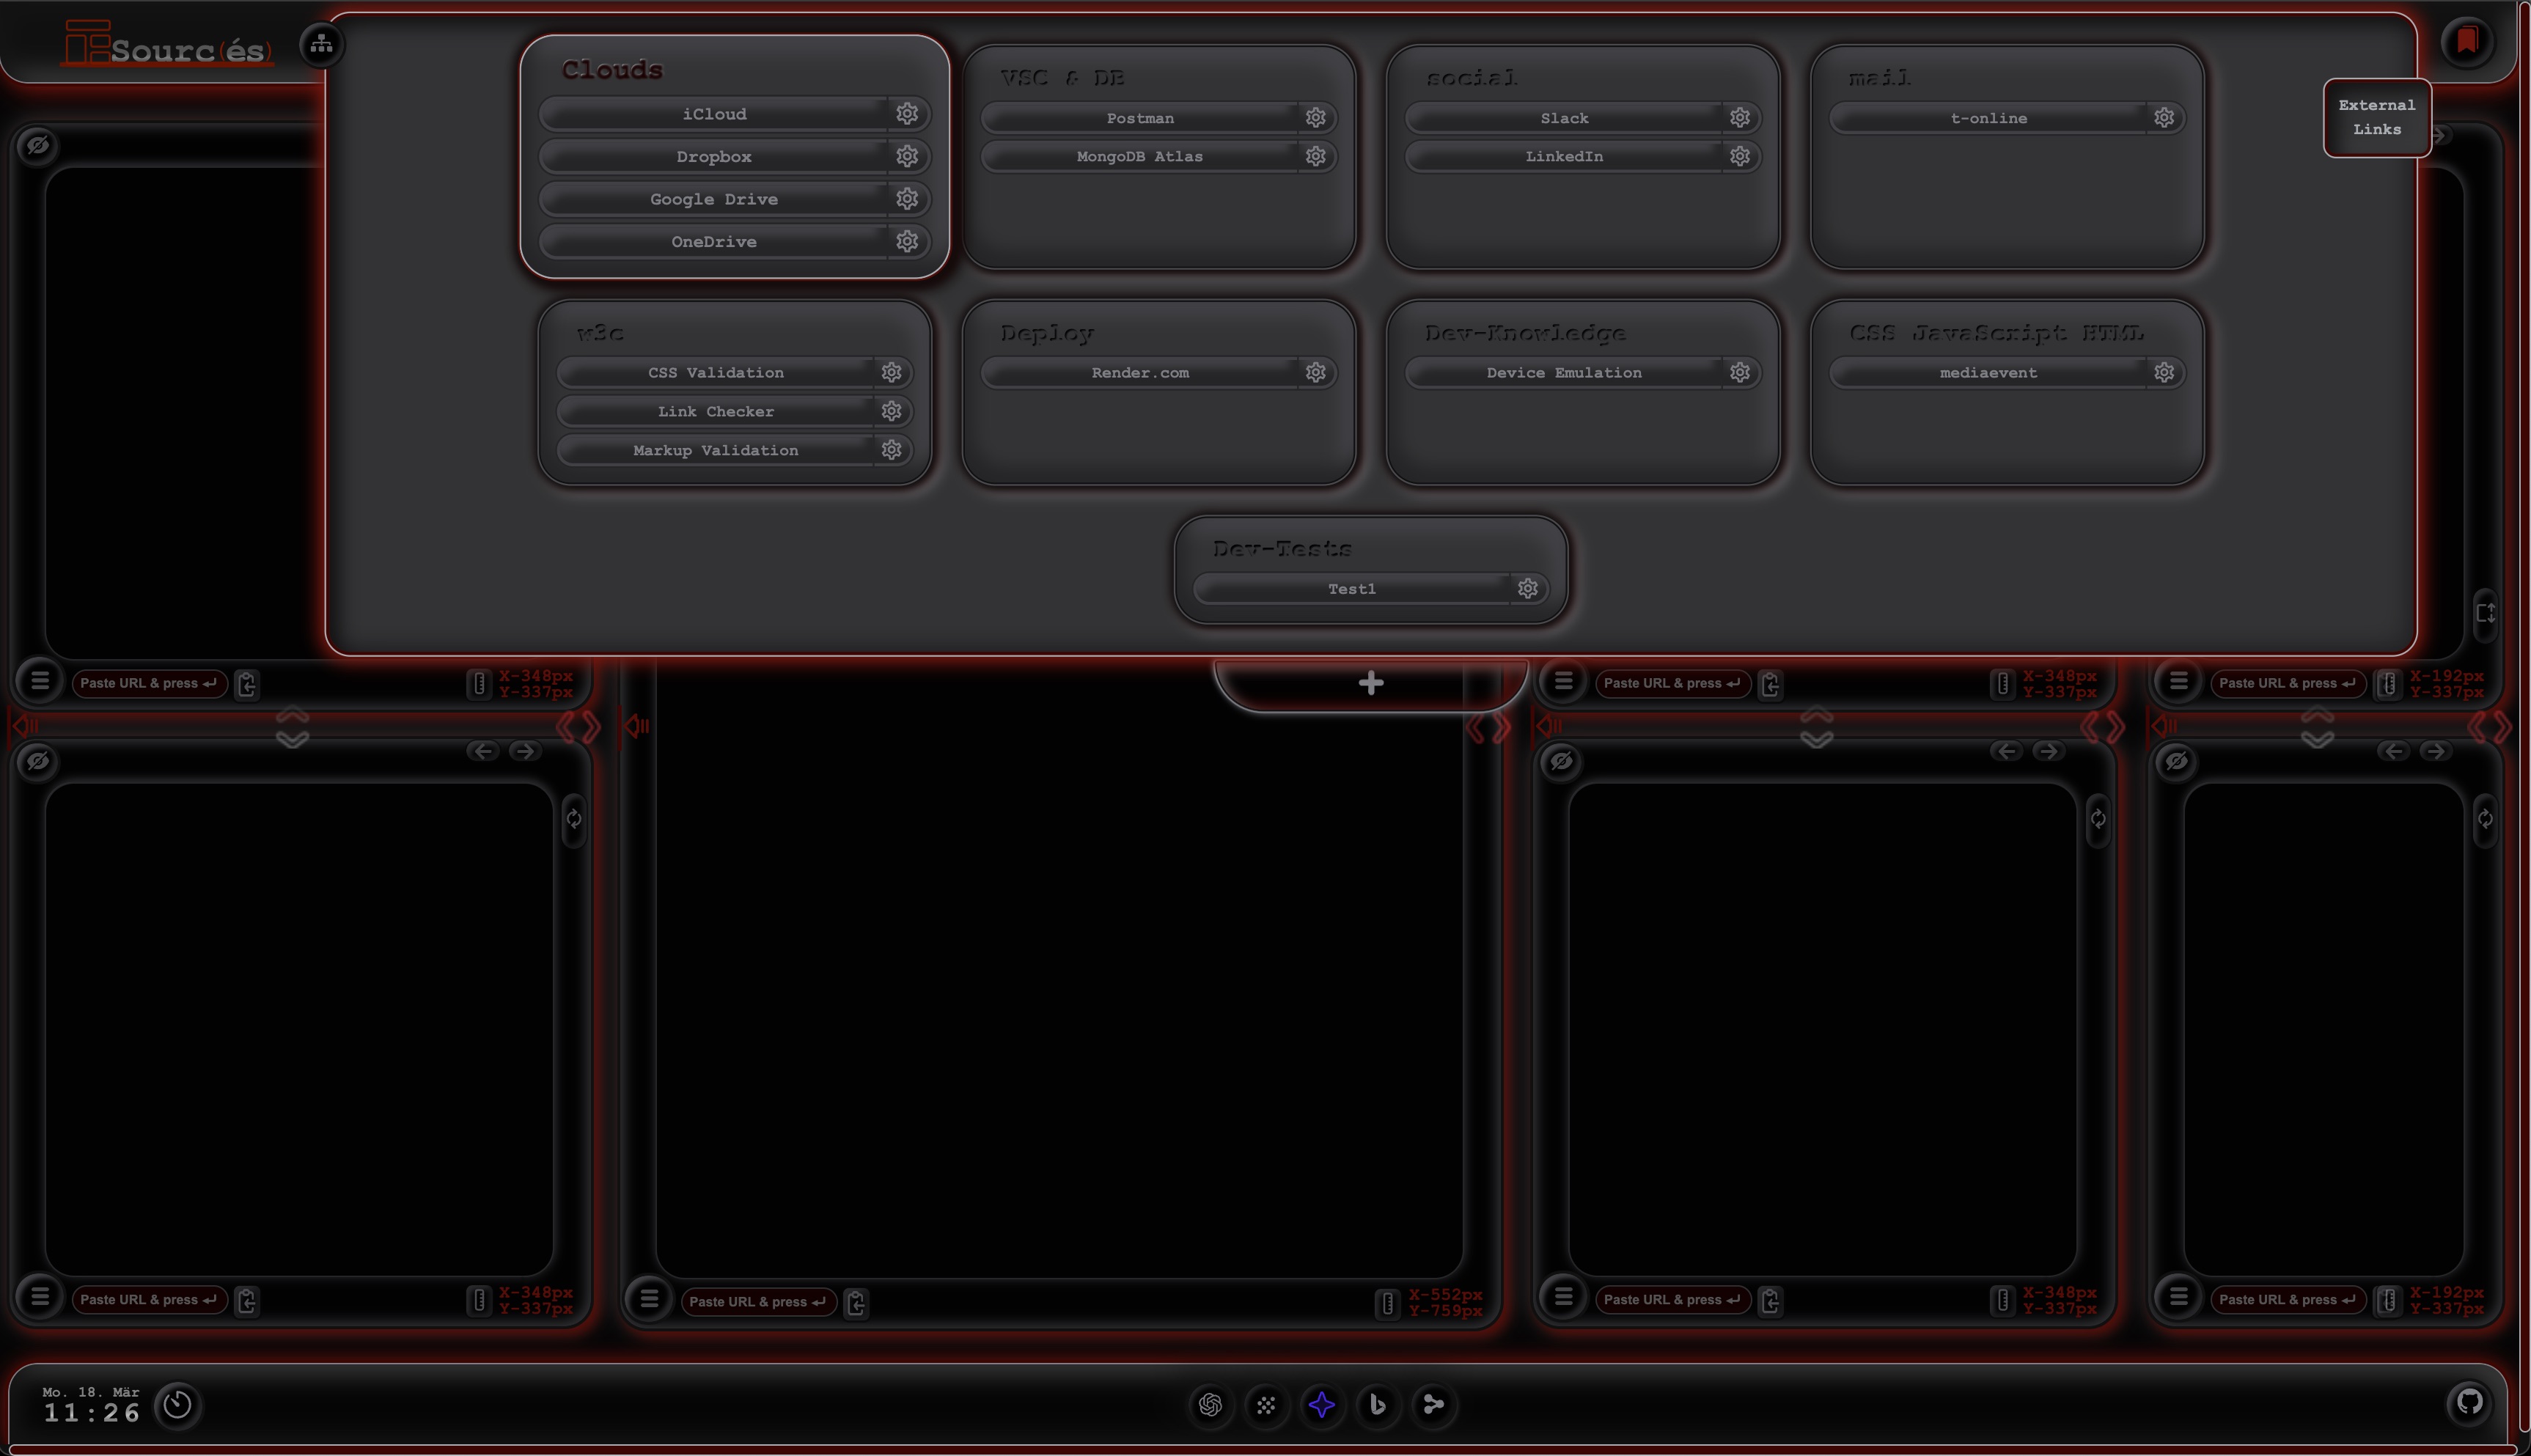 Sourc(és)
External
Links
Clouds
iCloud
Dropbox
Google Drive
OneDrive
VSC & DB
Postman
MongoDB Atlas
social
Slack
LinkedIn
mail
t-online
w3c
CSS Validation
Link Checker
Markup Validation
Deploy
Render.com
Dev-Knowledge
Device Emulation
CSS JavaScript HTML
mediaevent
Dev-Tests
Test1
Paste URL & press
X-348px
Y-337px
Paste URL & press
X-348px
Y-337px
Paste URL & press
X-192px
Y-337px
Paste URL & press
X-348px
Y-337px
Paste URL & press
X-552px
Y-759px
Paste URL & press
X-348px
Y-337px
Paste URL & press
X-192px
Y-337px
Mo. 18. Mär
11:26